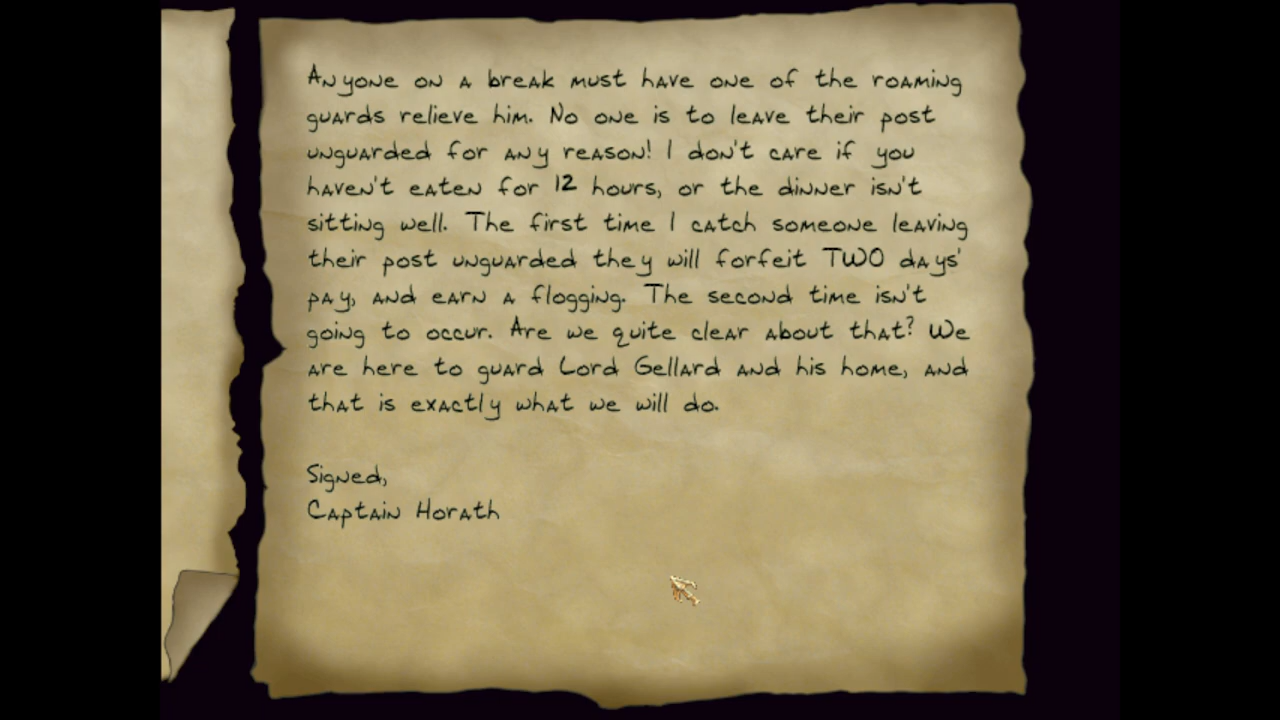 Anyone on a break must have one of the roaming
guards relieve him. No one is to leave their post
unguarded for any reason! I don't care if you
haven't eaten for 12 hours, or the dinner isn't
sitting well. The first time I catch someone leaving
their post unguarded they will forfeit TWO days'
pay, and earn a flogging. The second time isn't
going to occur. Are we quite clear about that? We
are here to guard Lord Gellard and his home, and
that is exactly what we will do.
Signed,
Captain Horath